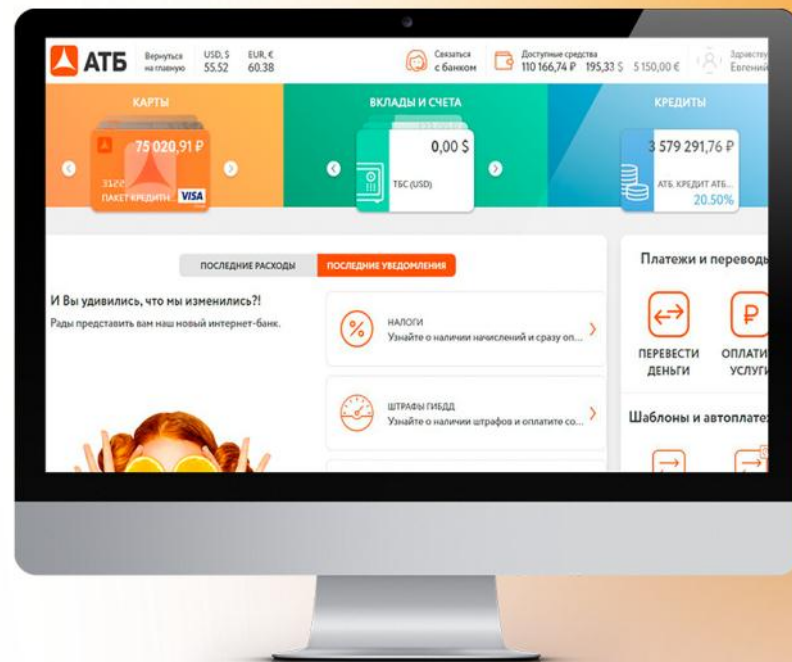 АТБ
Вернуться
на главную
USD, $
55.52
EUR, €
60.38
Связаться
с банком
Доступные средства
110 166,74 ₽ 195,33 $ 5 150,00 €
Здравству
Евгений
КАРТЫ
75 020,91 ₽
ПАКЕТ КРЕДИТН...
VISA
ВКЛАДЫ И СЧЕТА
0,00 $
ТБС (USD)
КРЕДИТЫ
3 579 291,76 ₽
АТБ. КРЕДИТ АТБ...
20.50%
ПОСЛЕДНИЕ РАСХОДЫ
ПОСЛЕДНИЕ УВЕДОМЛЕНИЯ
И Вы удивились, что мы изменились?!
Рады представить вам наш новый интернет-банк.
НАЛОГИ
Узнайте о наличии начислений и сразу оп...
ШТРАФЫ ГИБДД
Узнайте о наличии штрафов и оплатите со...
Платежи и переводы
ПЕРЕВЕСТИ
ДЕНЬГИ
ОПЛАТИ
УСЛУГИ
Шаблоны и автоплате